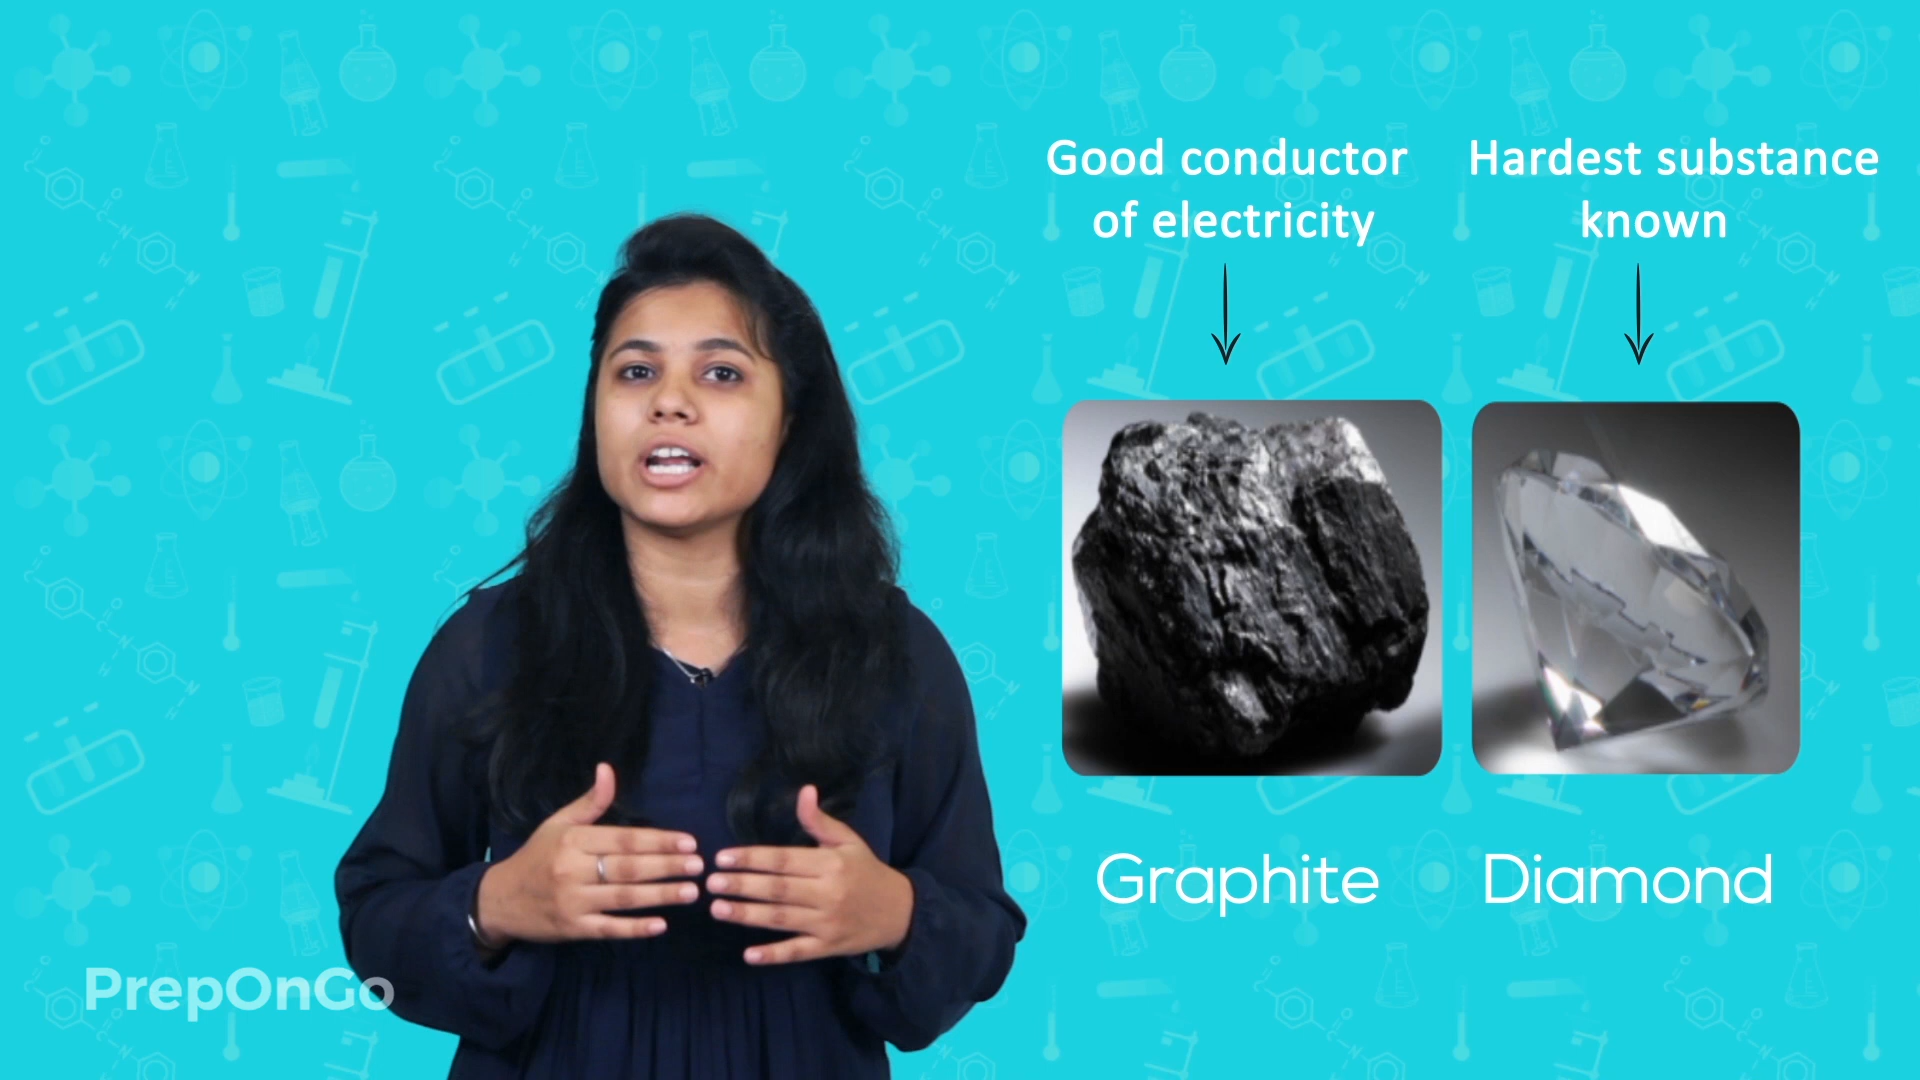 Good conductor
of electricity
Hardest substance
known
Graphite
Diamond
PrepOnGo